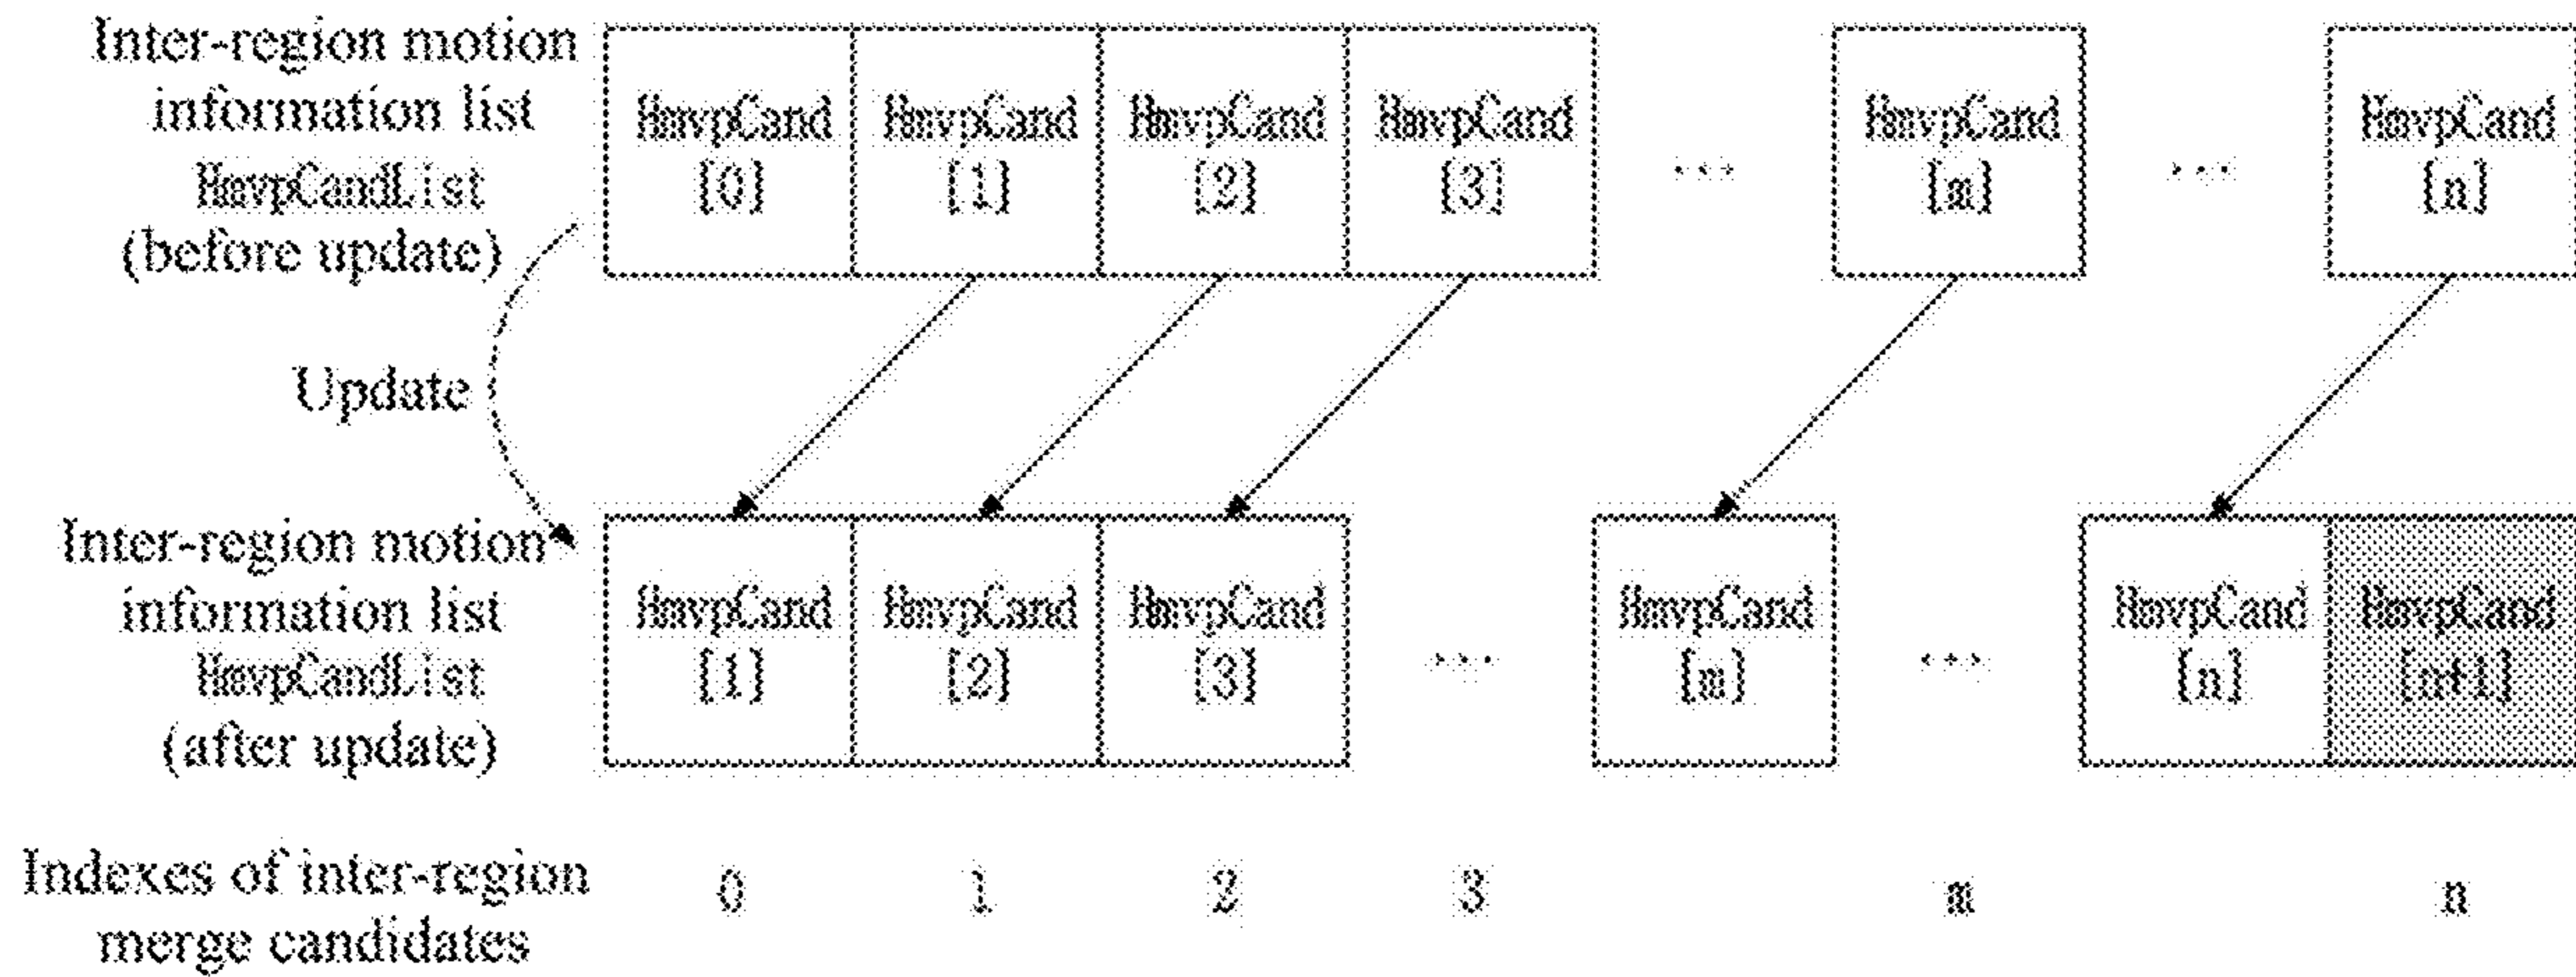 Inter-region motion
information list
HmvpCandList
(before update)
HmvpCand
[0]
HmvpCand
[1]
HmvpCand
[2]
HmvpCand
[3]
...
HmvpCand
[m]
...
HmvpCand
[n]
Update
Inter-region motion
information list
HmvpCandList
(after update)
HmvpCand
[1]
HmvpCand
[2]
HmvpCand
[3]
...
HmvpCand
[m]
...
HmvpCand
[n]
HmvpCand
[n+1]
Indexes of inter-region
merge candidates
0 1 2 3 m n